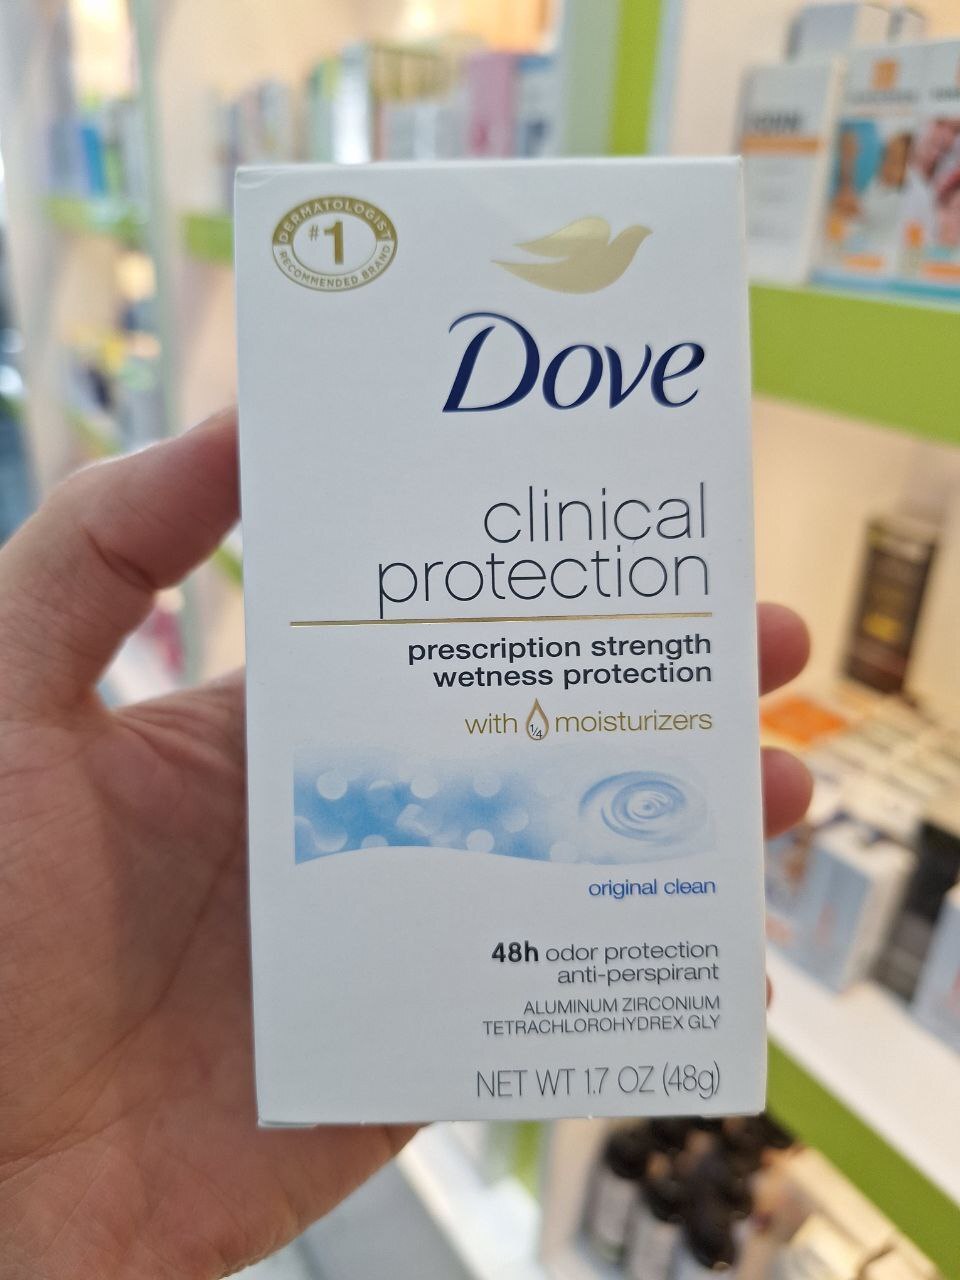 DERMATOLOGIST
#1
RECOMMENDED BRAND
Dove
clinical
protection
prescription strength
wetness protection
with 1/4 moisturizers
original clean
48h odor protection
anti-perspirant
ALUMINUM ZIRCONIUM
TETRACHLOROHYDREX GLY
NET WT 1.7 OZ (48g)